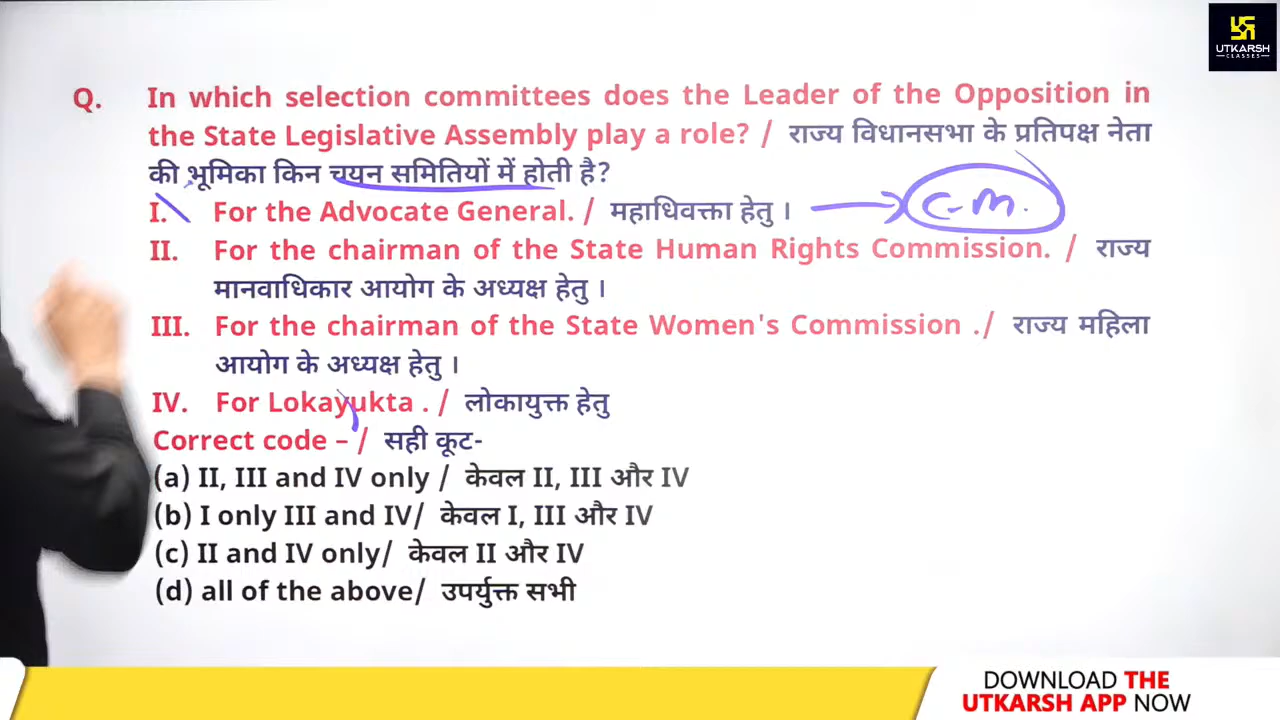 UTKARSH
CLASSES
Q. In which selection committees does the Leader of the Opposition in
the State Legislative Assembly play a role? / राज्य विधानसभा के प्रतिपक्ष नेता
की भूमिका किन चयन समितियों में होती है?
I. For the Advocate General. / महाधिवक्ता हेतु । C.M.
II. For the chairman of the State Human Rights Commission. / राज्य
मानवाधिकार आयोग के अध्यक्ष हेतु ।
III. For the chairman of the State Women's Commission ./ राज्य महिला
आयोग के अध्यक्ष हेतु ।
IV. For Lokayukta . / लोकायुक्त हेतु
Correct code – / सही कूट-
(a) II, III and IV only / केवल II, III और IV
(b) I only III and IV/ केवल I, III और IV
(c) II and IV only/ केवल II और IV
(d) all of the above/ उपर्युक्त सभी
DOWNLOAD THE
UTKARSH APP NOW